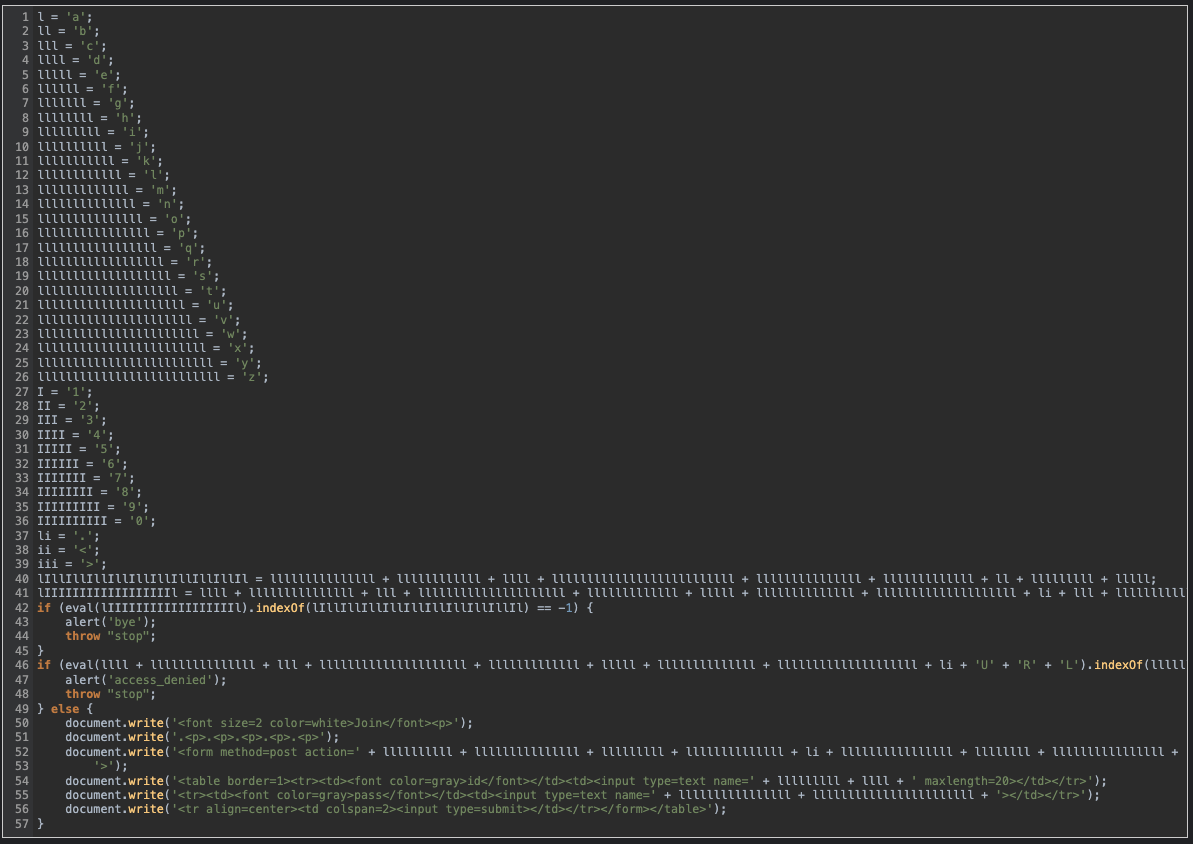 1 l = 'a';
2 ll = 'b';
3 lll = 'c';
4 llll = 'd';
5 lllll = 'e';
6 llllll = 'f';
7 lllllll = 'g';
8 llllllll = 'h';
9 lllllllll = 'i';
10 llllllllll = 'j';
11 lllllllllll = 'k';
12 llllllllllll = 'l';
13 lllllllllllll = 'm';
14 llllllllllllll = 'n';
15 lllllllllllllll = 'o';
16 llllllllllllllll = 'p';
17 lllllllllllllllll = 'q';
18 llllllllllllllllll = 'r';
19 lllllllllllllllllll = 's';
20 llllllllllllllllllll = 't';
21 lllllllllllllllllllll = 'u';
22 llllllllllllllllllllll = 'v';
23 lllllllllllllllllllllll = 'w';
24 llllllllllllllllllllllll = 'x';
25 lllllllllllllllllllllllll = 'y';
26 llllllllllllllllllllllllll = 'z';
27 I = '1';
28 II = '2';
29 III = '3';
30 IIII = '4';
31 IIIII = '5';
32 IIIIII = '6';
33 IIIIIII = '7';
34 IIIIIIII = '8';
35 IIIIIIIII = '9';
36 IIIIIIIIII = '0';
37 li = '.';
38 ii = '<';
39 iii = '>';
40 lIllIllIllIllIllIllIllIllIllIl = lllllllllllllll + llllllllllll + llll + llllllllllllllllllllllllll + lllllllllllllll + lllllllllllll + ll + lllllllll + lllll;
41 lIIIIIIIIIIIIIIIIIIl = llll + lllllllllllllll + lll + lllllllllllllllllllll + lllllllllllll + lllll + llllllllllllll + llllllllllllllllllll + li + lll + llllllllll
42 if (eval(lIIIIIIIIIIIIIIIIIIl).indexOf(lIllIllIllIllIllIllIllIllIllIl) == -1) {
43 alert('bye');
44 throw "stop";
45 }
46 if (eval(llll + lllllllllllllll + lll + lllllllllllllllllllll + lllllllllllll + lllll + llllllllllllll + llllllllllllllllllll + li + 'U' + 'R' + 'L').indexOf(lllll
47 alert('access_denied');
48 throw "stop";
49 } else {
50 document.write('<font size=2 color=white>Join</font><p>');
51 document.write('.<p>.<p>.<p>.<p>.<p>');
52 document.write('<form method=post action=' + llllllllll + lllllllllllllll + lllllllll + llllllllllllll + li + llllllllllllllll + llllllll + llllllllllllllll +
53 '>');
54 document.write('<table border=1><tr><td><font color=gray>id</font></td><td><input type=text name=' + lllllllll + llll + ' maxlength=20></td></tr>');
55 document.write('<tr><td><font color=gray>pass</font></td><td><input type=text name=' + llllllllllllllll + lllllllllllllllllllllll + '></td></tr>');
56 document.write('<tr align=center><td colspan=2><input type=submit></td></tr></form></table>');
57 }